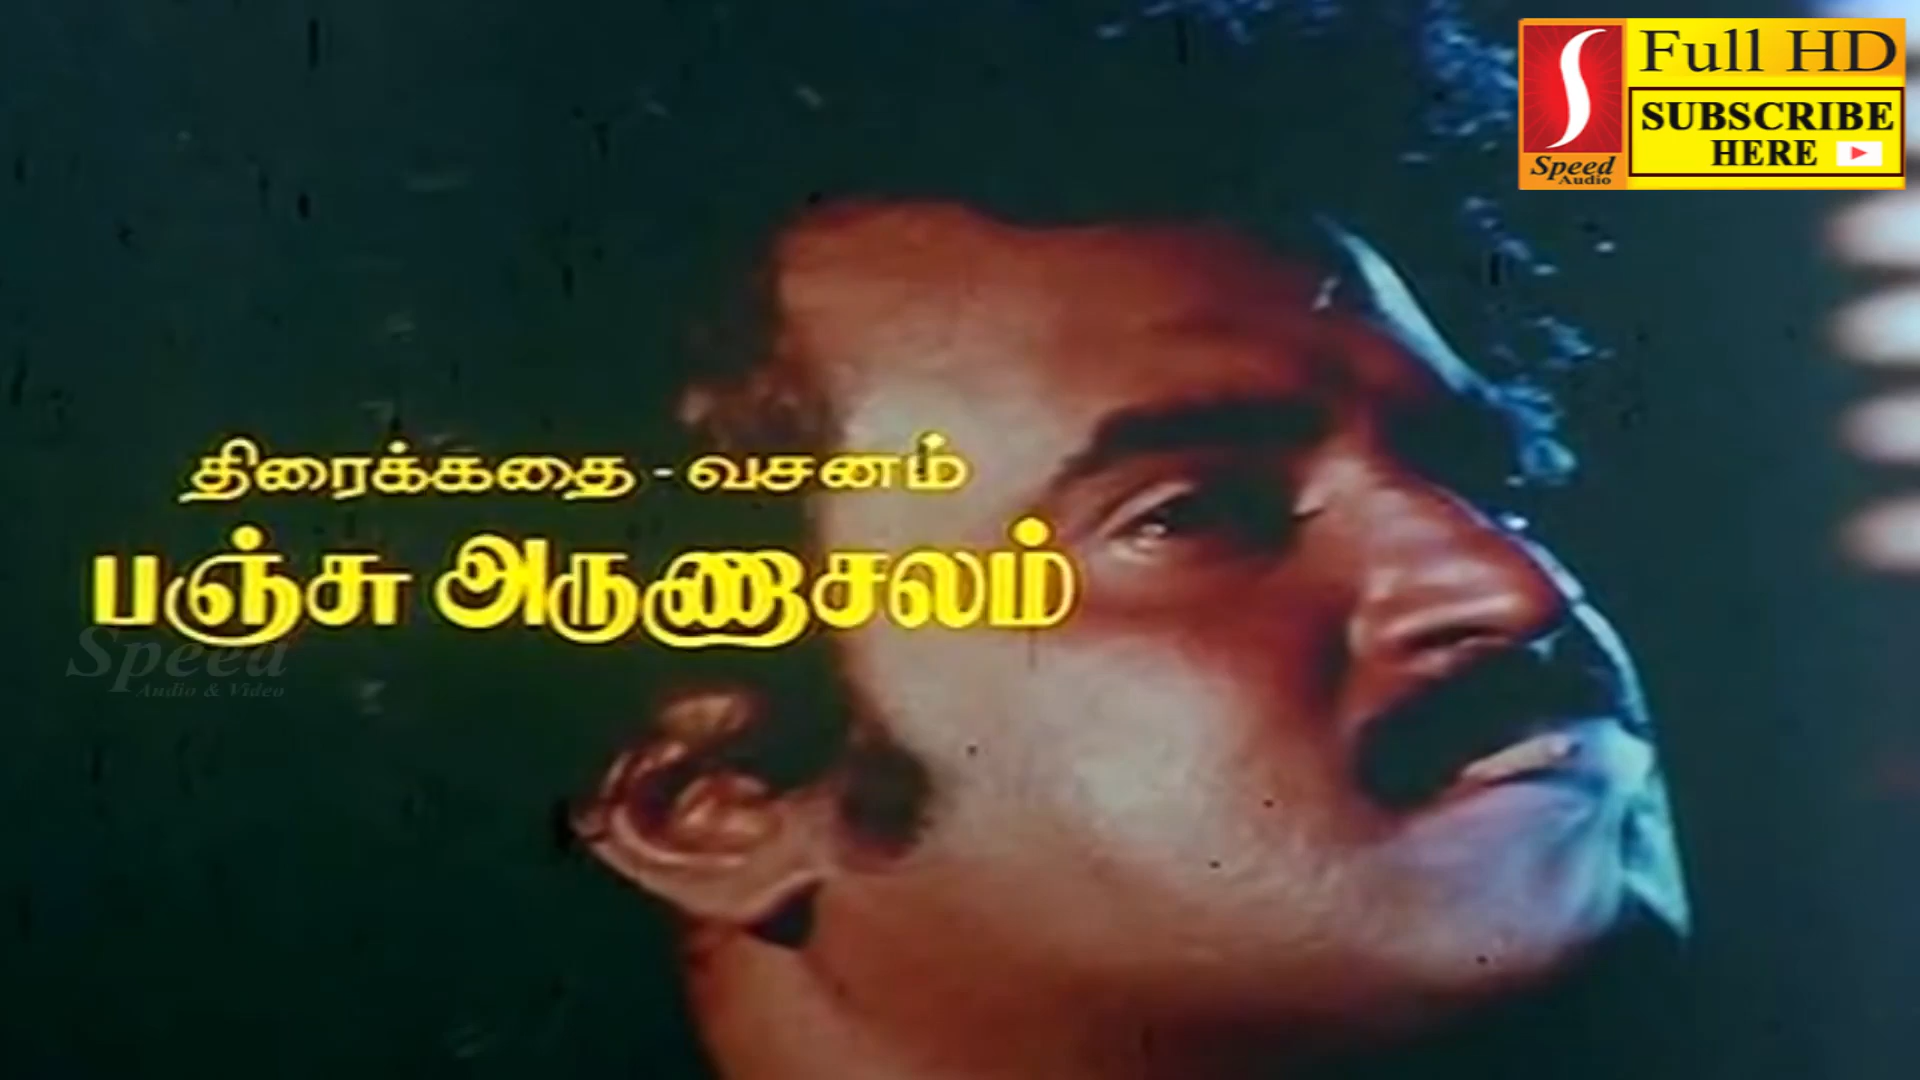 Full HD
SUBSCRIBE
HERE
S
Speed
Audio
திரைக்கதை - வசனம்
பஞ்சு அருணாசலம்
Speed
Audio & Video